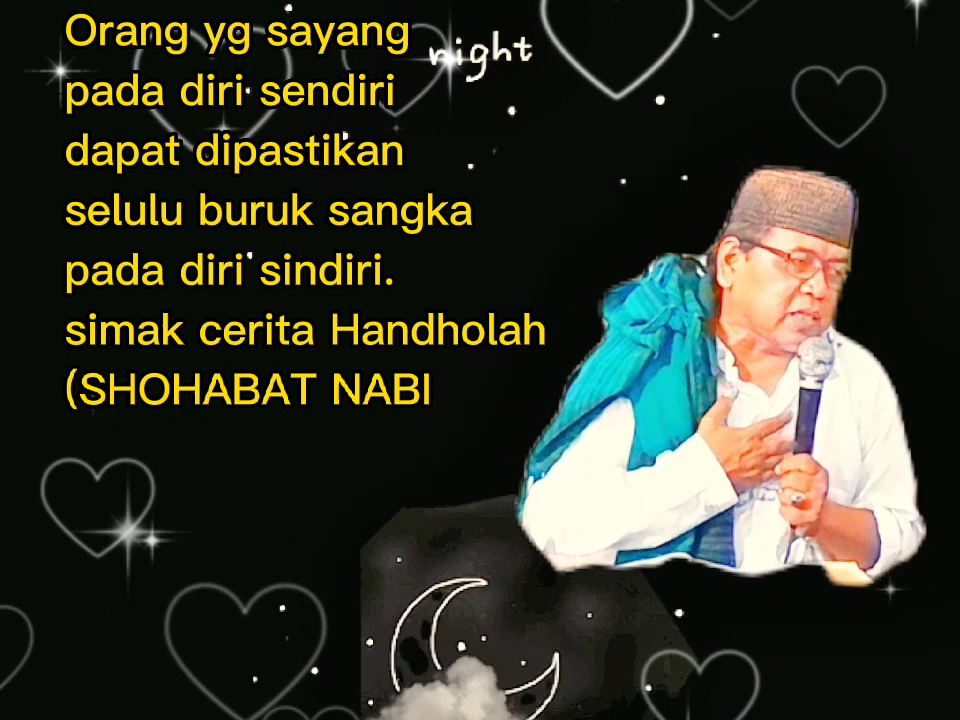 Orang yg sayang
night
pada diri sendiri
dapat dipastikan
selulu buruk sangka
pada diri sindiri.
simak cerita Handholah
(SHOHABAT NABI